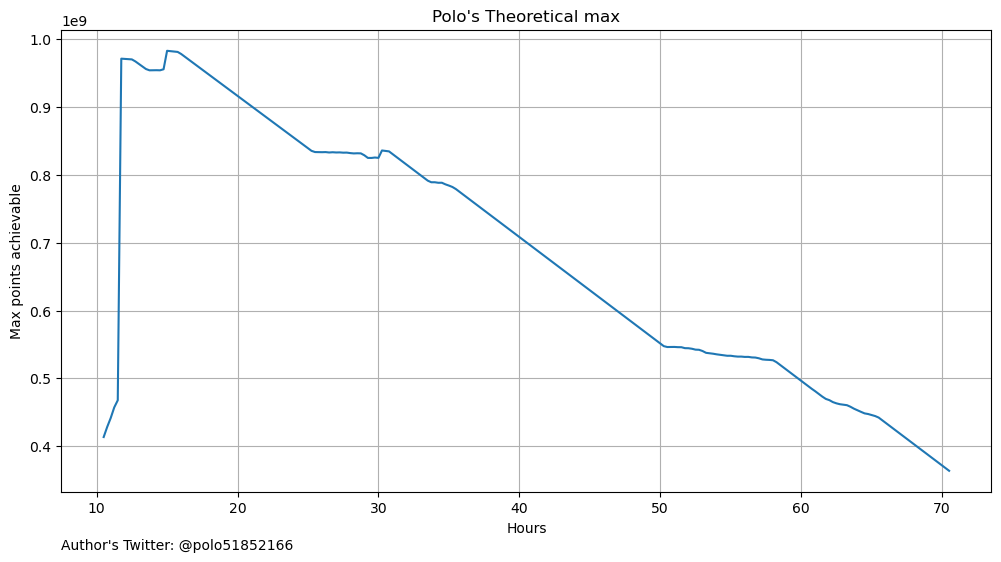 Polo's Theoretical max
1e9
1.0
0.9
0.8
0.7
0.6
0.5
0.4
Max points achievable
10 20 30 40 50 60 70
Hours
Author's Twitter: @polo51852166